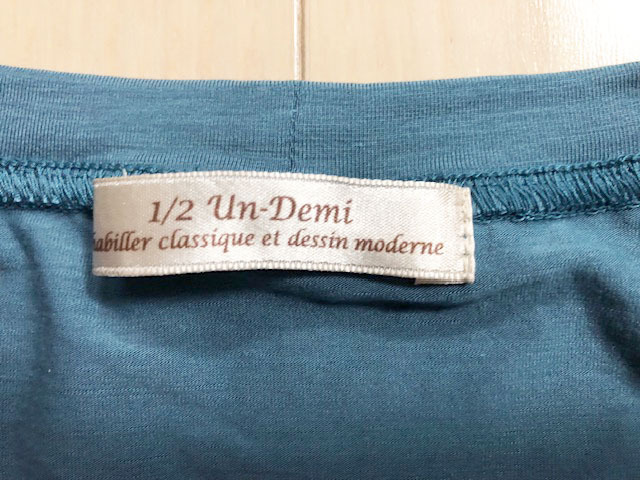 1/2 Un-Demi
abiller classique et dessin moderne